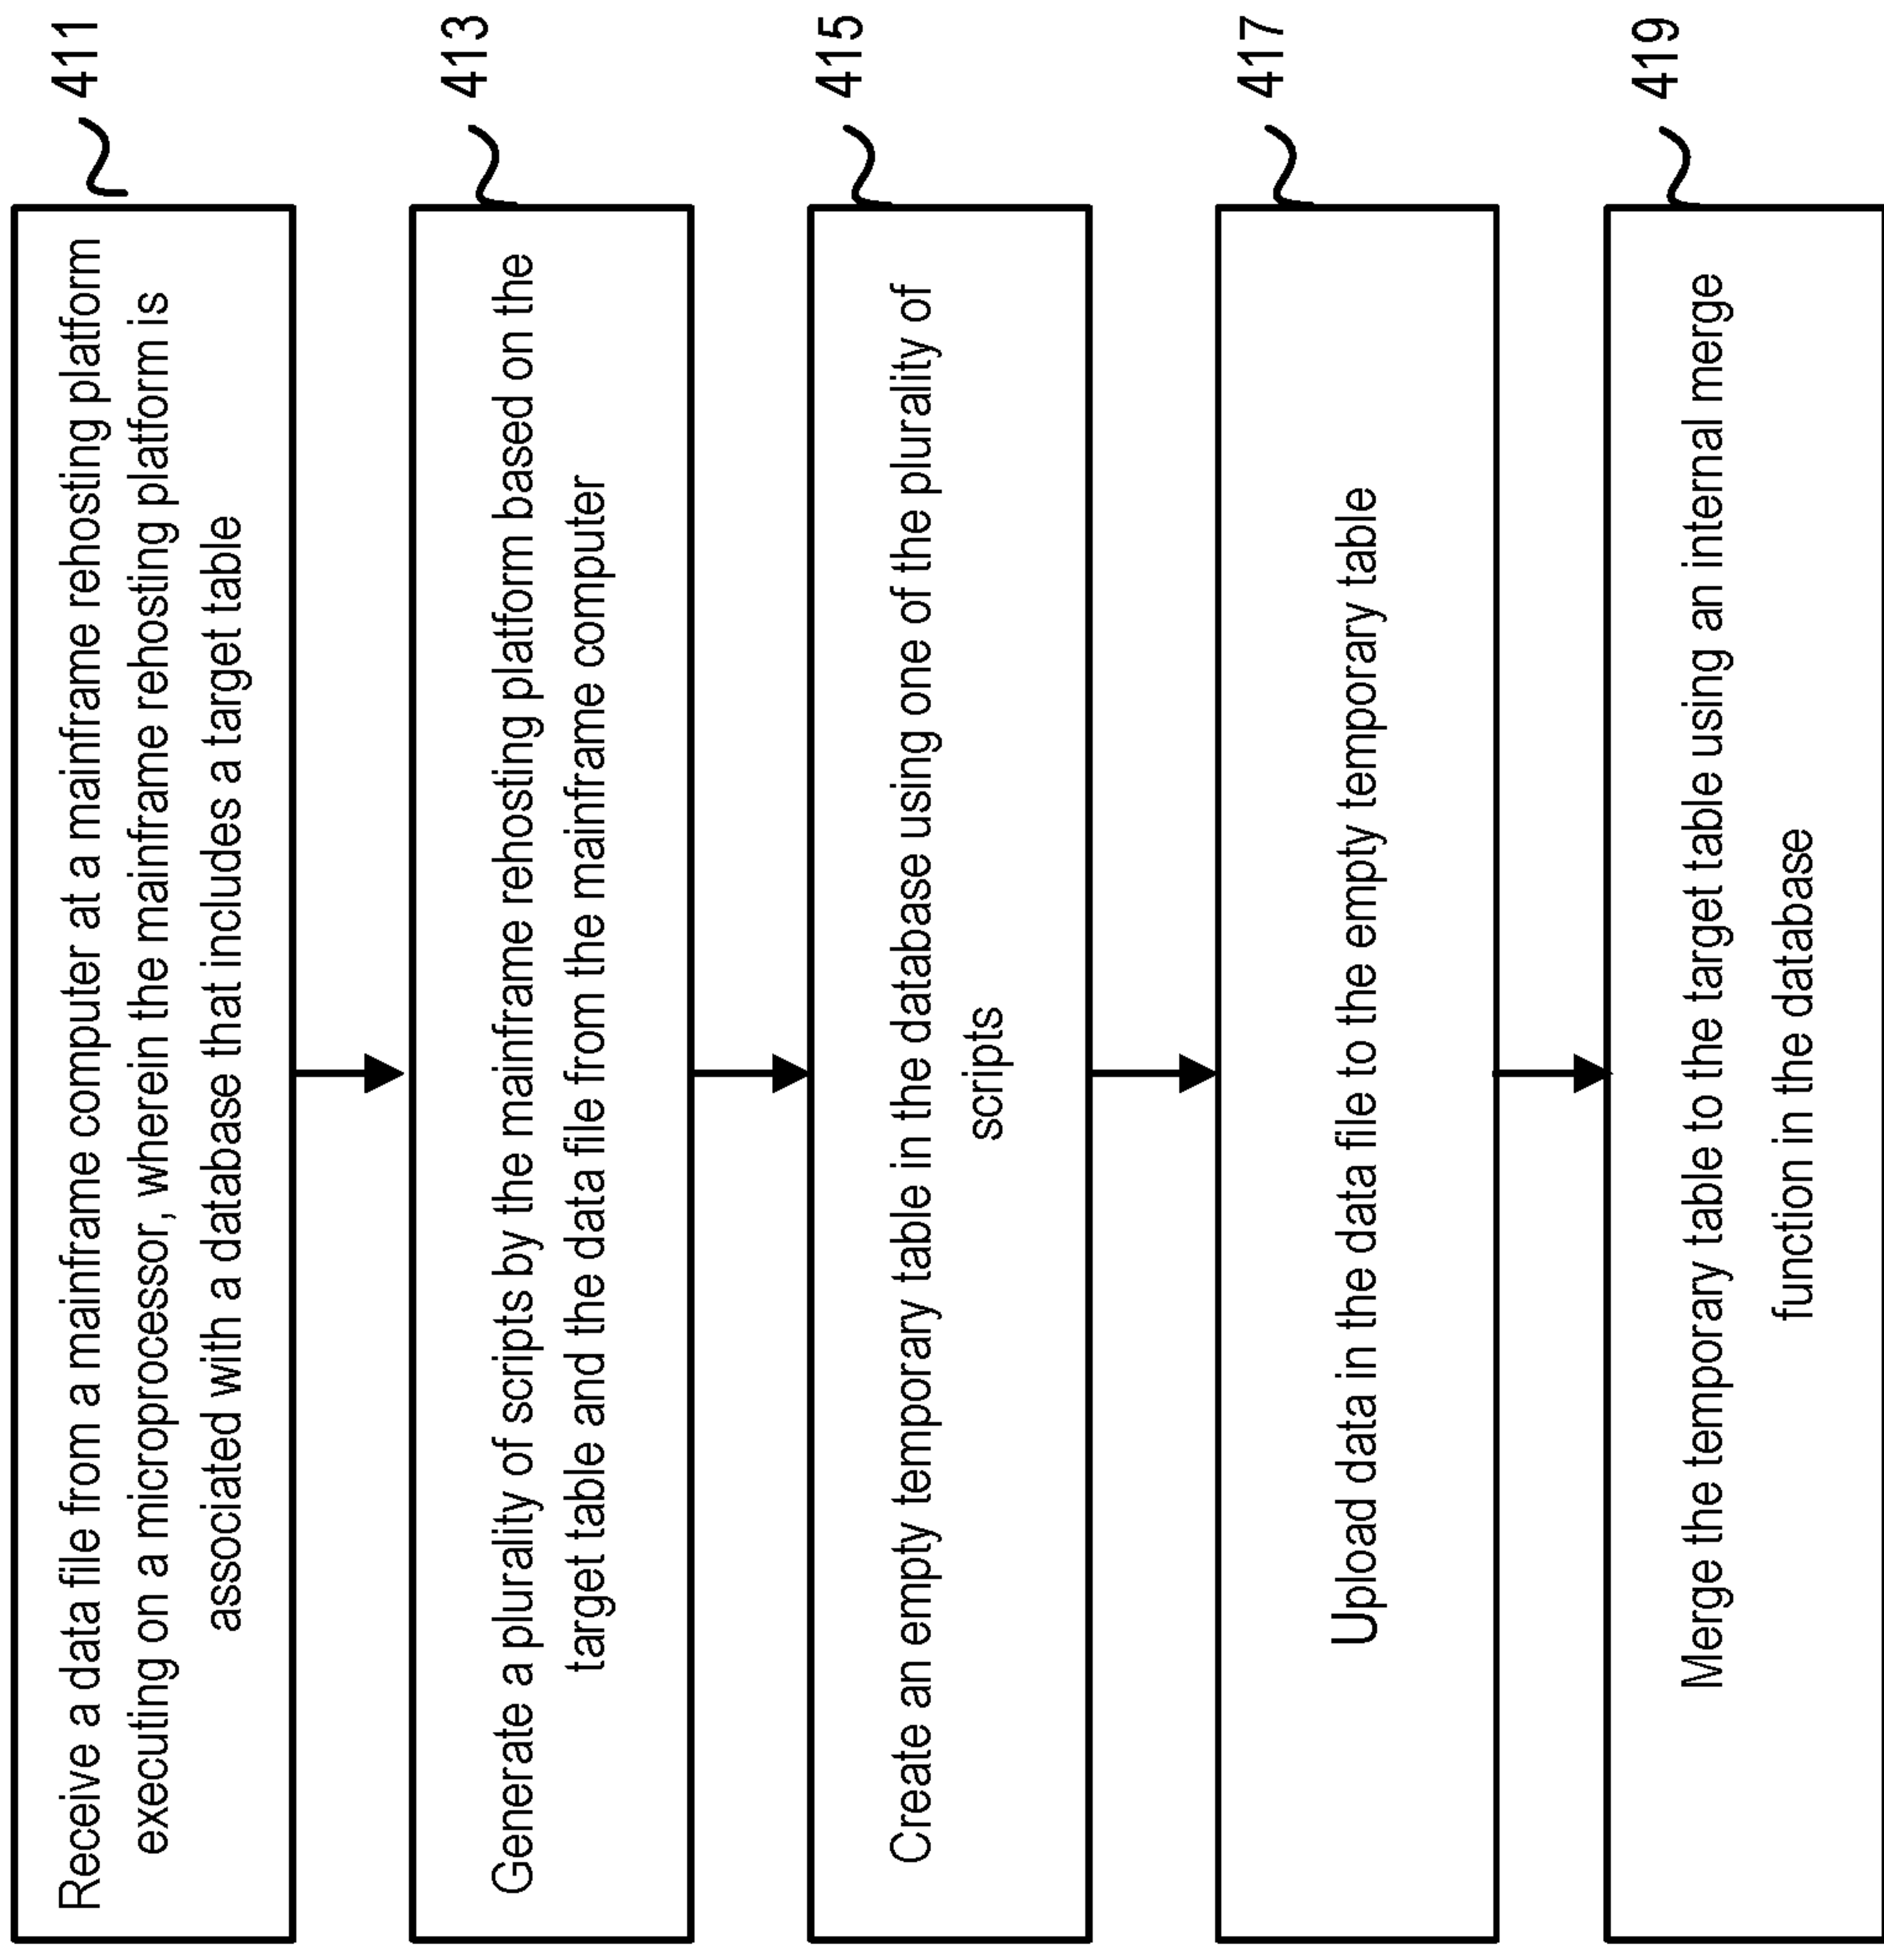 411
Receive a data file from a mainframe computer at a mainframe rehosting platform
executing on a microprocessor, wherein the mainframe rehosting platform is
associated with a database that includes a target table
413
Generate a plurality of scripts by the mainframe rehosting platform based on the
target table and the data file from the mainframe computer
415
Create an empty temporary table in the database using one of the plurality of
scripts
417
Upload data in the data file to the empty temporary table
419
Merge the temporary table to the target table using an internal merge
function in the database